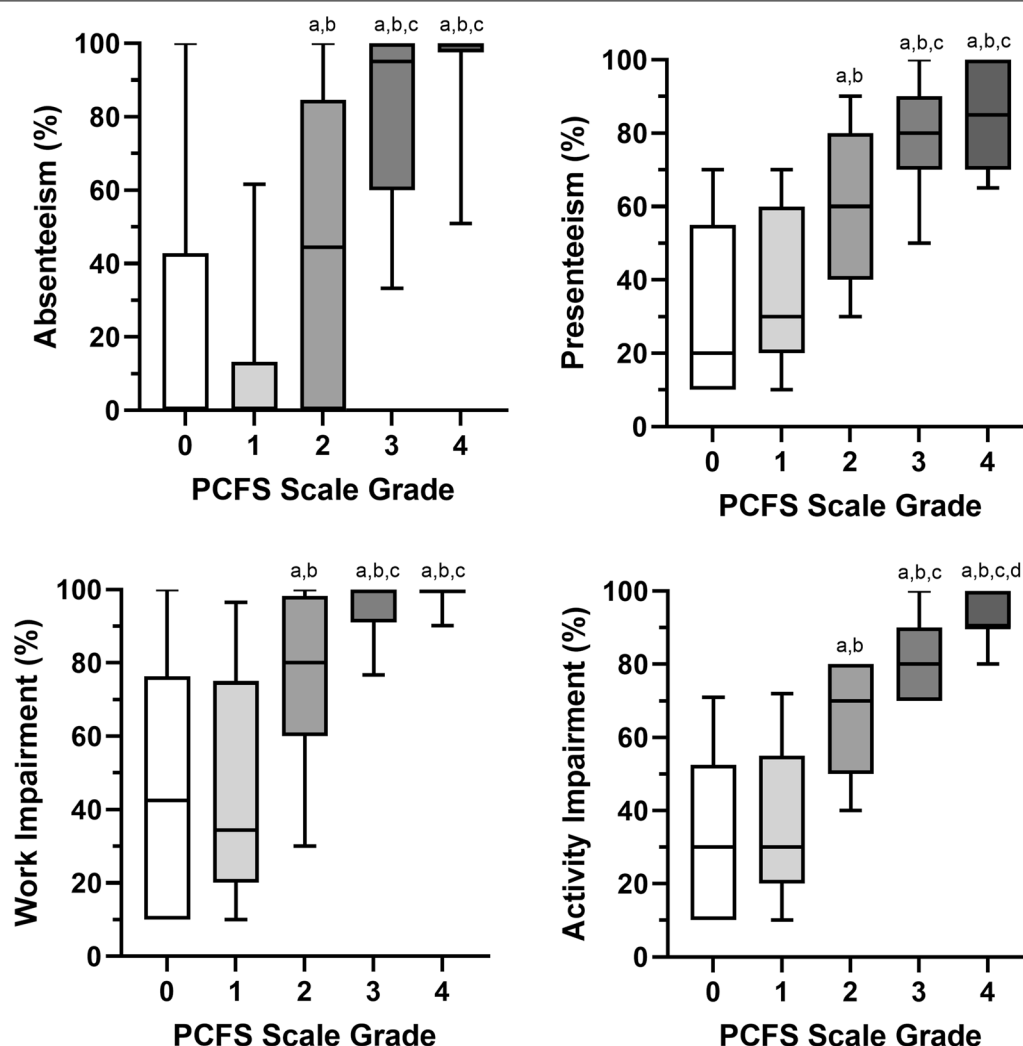 a,b a,b,c a,b,c
100
80
60
40
20
0
Absenteeism (%)
0 1 2 3 4
PCFS Scale Grade
a,b a,b,c a,b,c
100
80
60
40
20
0
Presenteeism (%)
0 1 2 3 4
PCFS Scale Grade
a,b a,b,c a,b,c
100
80
60
40
20
0
Work Impairment (%)
0 1 2 3 4
PCFS Scale Grade
a,b a,b,c a,b,c,d
100
80
60
40
20
0
Activity Impairment (%)
0 1 2 3 4
PCFS Scale Grade